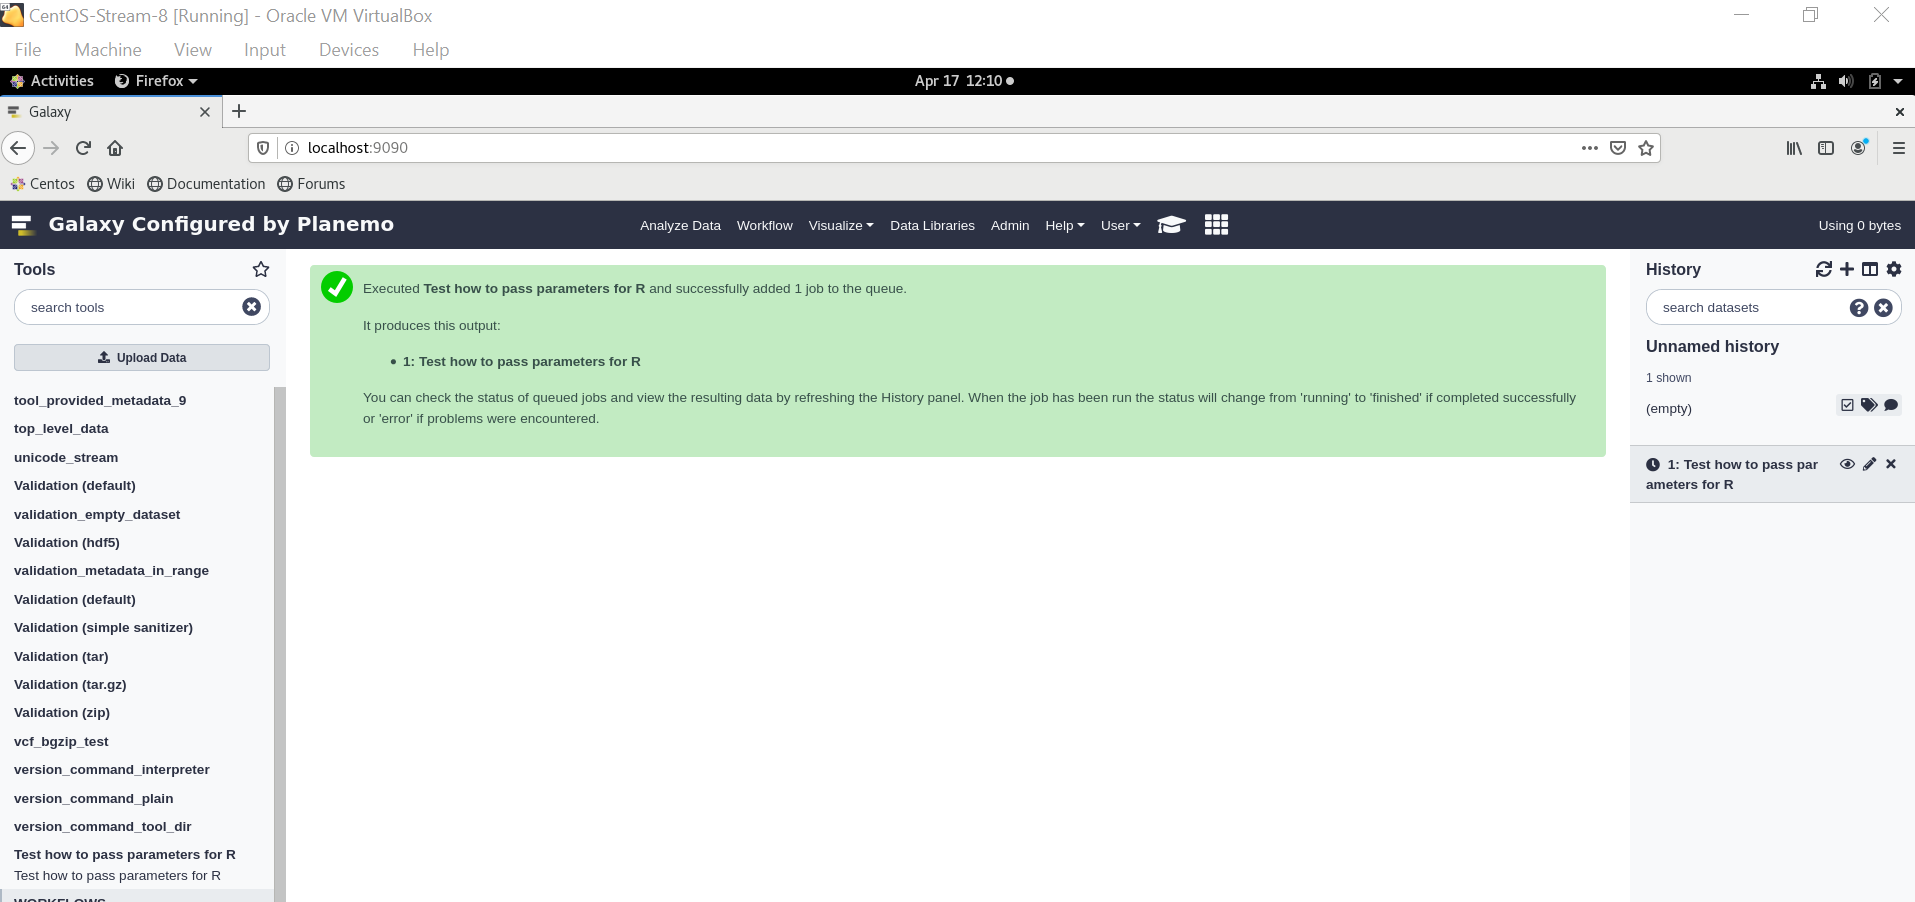 CentOS-Stream-8 [Running] - Oracle VM VirtualBox
File Machine View Input Devices Help
Activities Firefox Apr 17 12:10
Galaxy
localhost:9090
Centos Wiki Documentation Forums
Galaxy Configured by Planemo Analyze Data Workflow Visualize Data Libraries Admin Help User Using 0 bytes
Tools
search tools
Upload Data
tool_provided_metadata_9
top_level_data
unicode_stream
Validation (default)
validation_empty_dataset
Validation (hdf5)
validation_metadata_in_range
Validation (default)
Validation (simple sanitizer)
Validation (tar)
Validation (tar.gz)
Validation (zip)
vcf_bgzip_test
version_command_interpreter
version_command_plain
version_command_tool_dir
Test how to pass parameters for R
Test how to pass parameters for R
WORKFLOWS
Executed Test how to pass parameters for R and successfully added 1 job to the queue.
It produces this output:
• 1: Test how to pass parameters for R
You can check the status of queued jobs and view the resulting data by refreshing the History panel. When the job has been run the status will change from 'running' to 'finished' if completed successfully
or 'error' if problems were encountered.
History
search datasets
Unnamed history
1 shown
(empty)
1: Test how to pass par
ameters for R